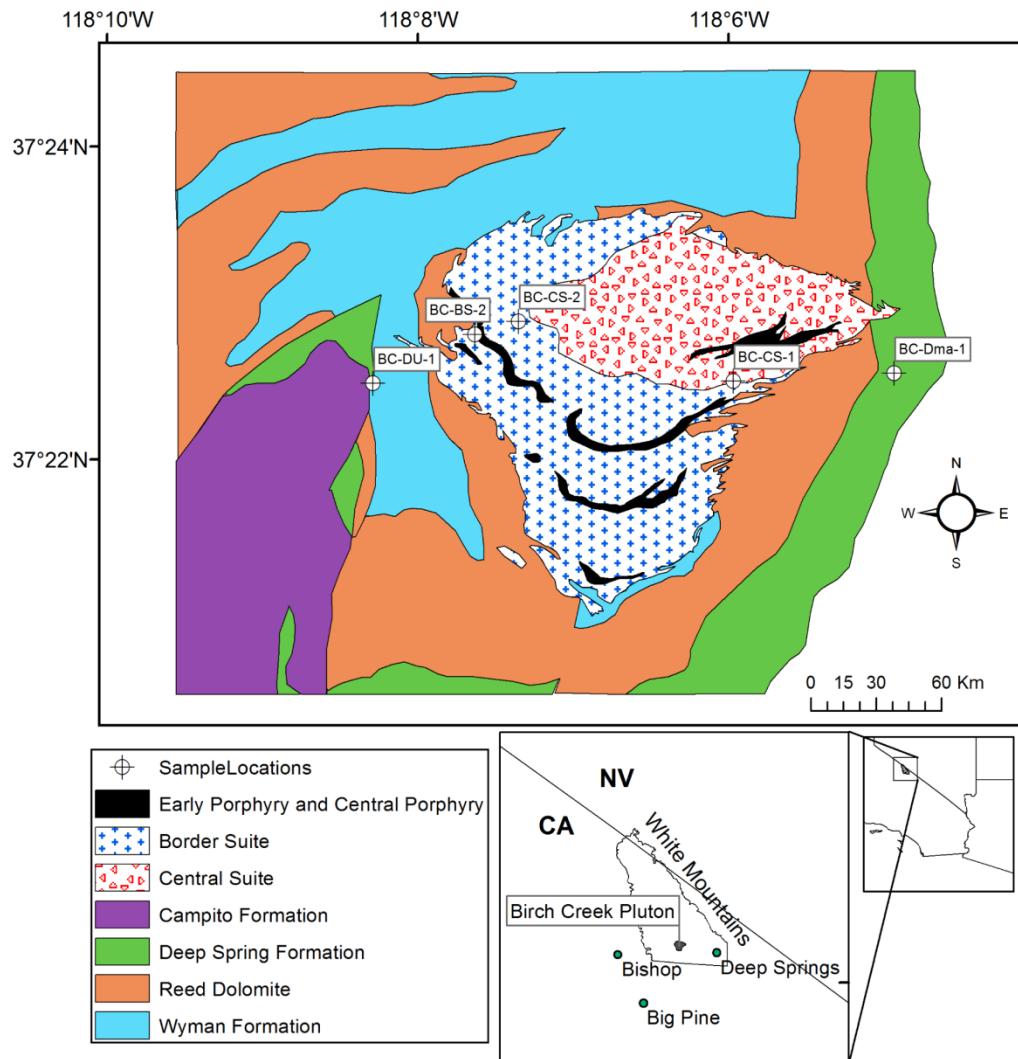 118°10'W
118°8'W
118°6'W
37°24'N
37°22'N
BC-BS-2
BC-CS-2
BC-DU-1
BC-CS-1
BC-Dma-1
N
W
E
S
0 15 30 60 Km
SampleLocations
Early Porphyry and Central Porphyry
Border Suite
Central Suite
Campito Formation
Deep Spring Formation
Reed Dolomite
Wyman Formation
NV
CA
White Mountains
Birch Creek Pluton
Bishop
Deep Springs
Big Pine